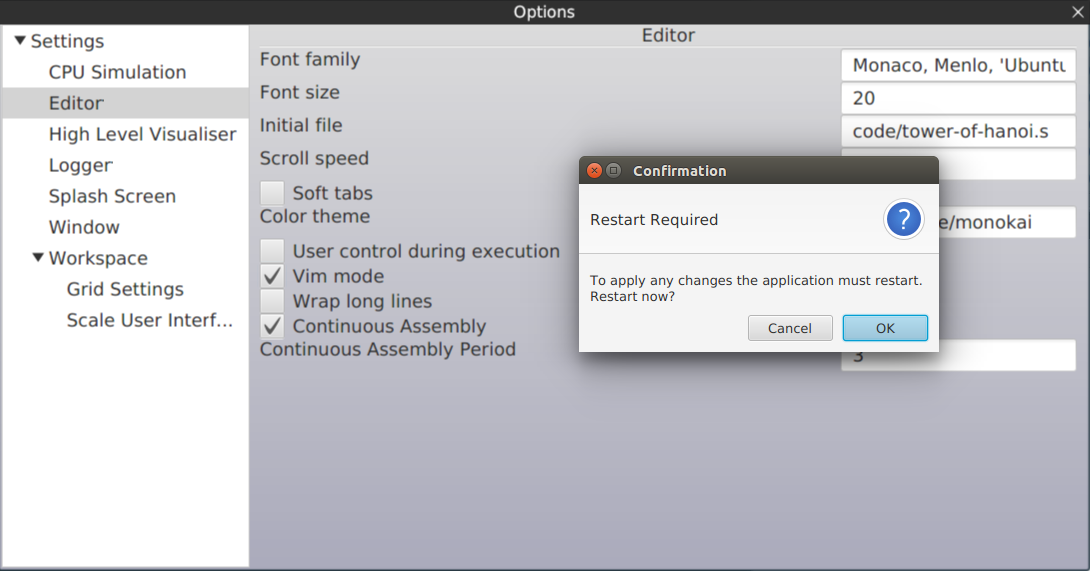 Options
Settings
CPU Simulation
Editor
High Level Visualiser
Logger
Splash Screen
Window
Workspace
Grid Settings
Scale User Interf...
Editor
Font family
Monaco, Menlo, 'Ubuntu
Font size
20
Initial file
code/tower-of-hanoi.s
Scroll speed
Soft tabs
Color theme
e/monokai
User control during execution
Vim mode
Wrap long lines
Continuous Assembly
Continuous Assembly Period
3
Confirmation
Restart Required
?
To apply any changes the application must restart.
Restart now?
Cancel
OK